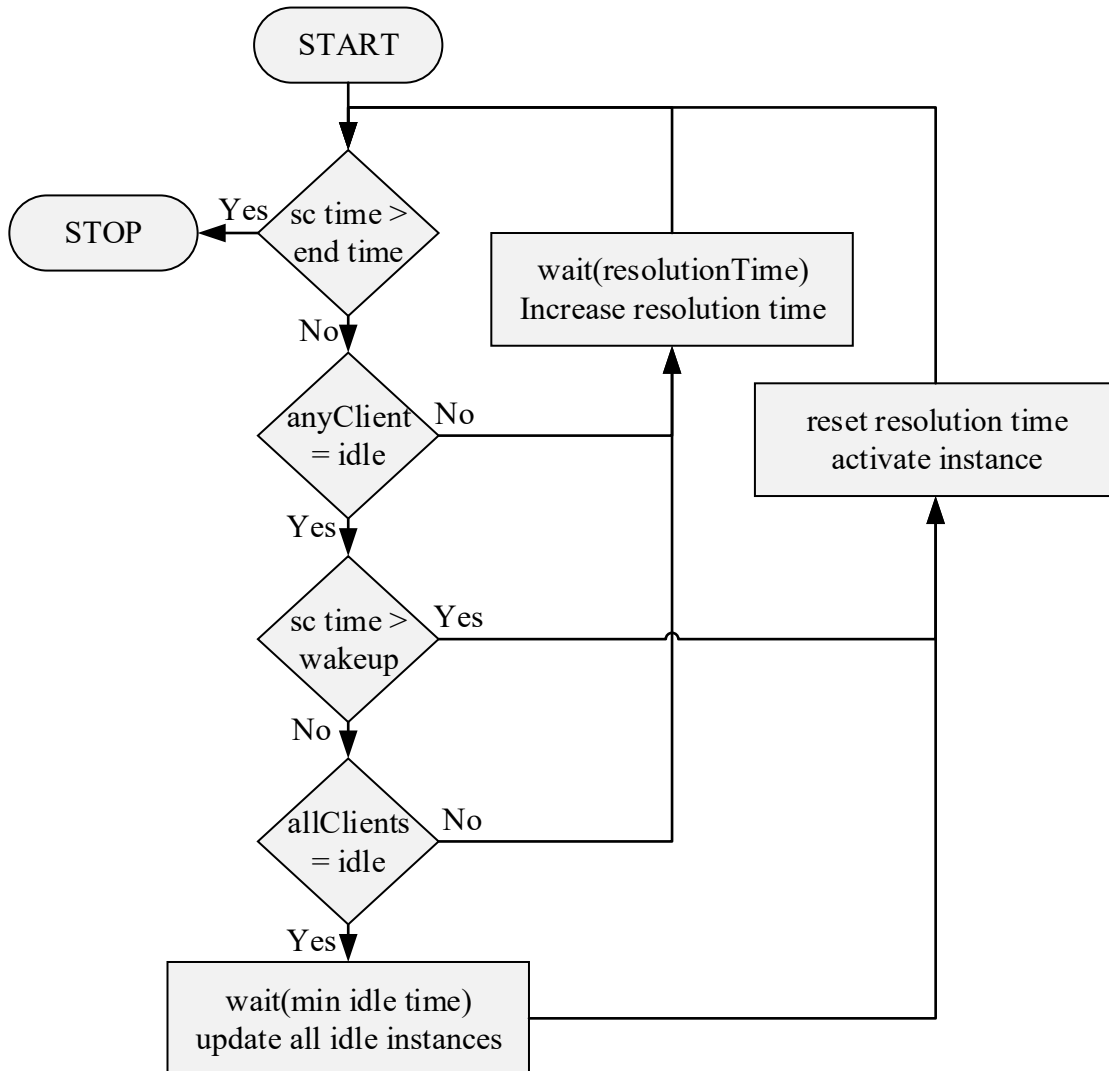 START
Yes
sc time >
end time
STOP
wait(resolutionTime)
Increase resolution time
No
anyClient
= idle
No
reset resolution time
activate instance
Yes
sc time >
wakeup
Yes
No
allClients
= idle
No
Yes
wait(min idle time)
update all idle instances